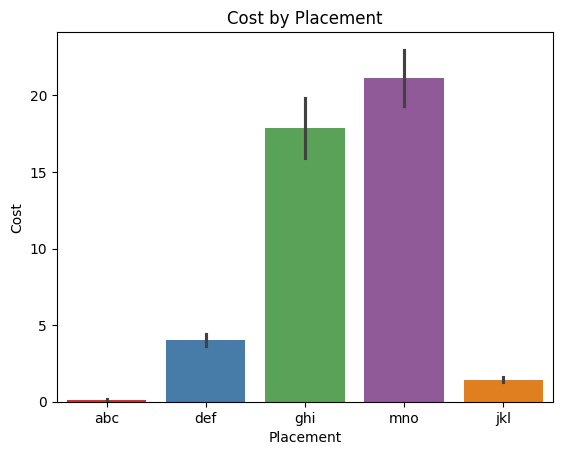 Cost by Placement
20
15
10
5
0
Cost
abc
def
ghi
mno
jkl
Placement